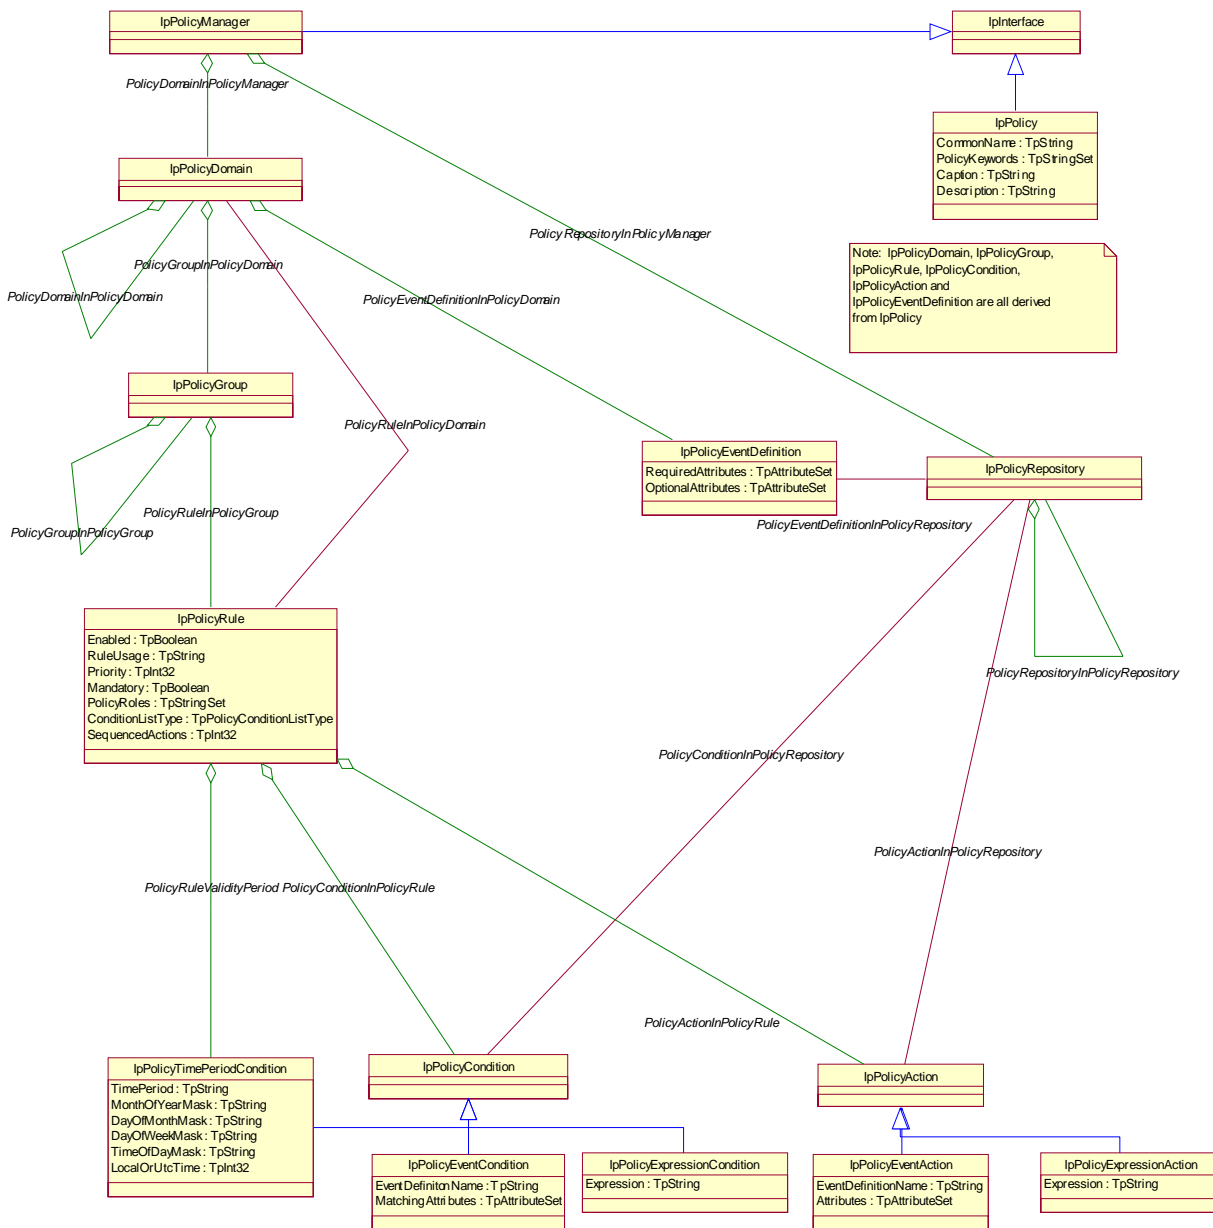 IpPolicyManager
IpInterface
PolicyDomainInPolicyManager
IpPolicy
CommonName : TpString
PolicyKeywords : TpStringSet
Caption : TpString
Description : TpString
IpPolicyDomain
PolicyRepositoryInPolicyManager
Note: IpPolicyDomain, IpPolicyGroup,
IpPolicyRule, IpPolicyCondition,
IpPolicyAction and
IpPolicyEventDefinition are all derived
from IpPolicy
PolicyGroupInPolicyDomain
PolicyDomainInPolicyDomain
PolicyEventDefinitionInPolicyDomain
IpPolicyGroup
PolicyRuleInPolicyDomain
IpPolicyEventDefinition
RequiredAttributes : TpAttributeSet
OptionalAttributes : TpAttributeSet
IpPolicyRepository
PolicyRuleInPolicyGroup
PolicyGroupInPolicyGroup
PolicyEventDefinitionInPolicyRepository
IpPolicyRule
Enabled : TpBoolean
RuleUsage : TpString
Priority : TpInt32
Mandatory : TpBoolean
PolicyRoles : TpStringSet
ConditionListType : TpPolicyConditionListType
SequencedActions : TpInt32
PolicyRepositoryInPolicyRepository
PolicyConditionInPolicyRepository
PolicyActionInPolicyRepository
PolicyRuleValidityPeriod
PolicyConditionInPolicyRule
PolicyActionInPolicyRule
IpPolicyTimePeriodCondition
TimePeriod : TpString
MonthOfYearMask : TpString
DayOfMonthMask : TpString
DayOfWeekMask : TpString
TimeOfDayMask : TpString
LocalOrUtcTime : TpInt32
IpPolicyCondition
IpPolicyAction
IpPolicyEventCondition
EventDefinitonName : TpString
MatchingAttributes : TpAttributeSet
IpPolicyExpressionCondition
Expression : TpString
IpPolicyEventAction
EventDefinitionName : TpString
Attributes : TpAttributeSet
IpPolicyExpressionAction
Expression : TpString